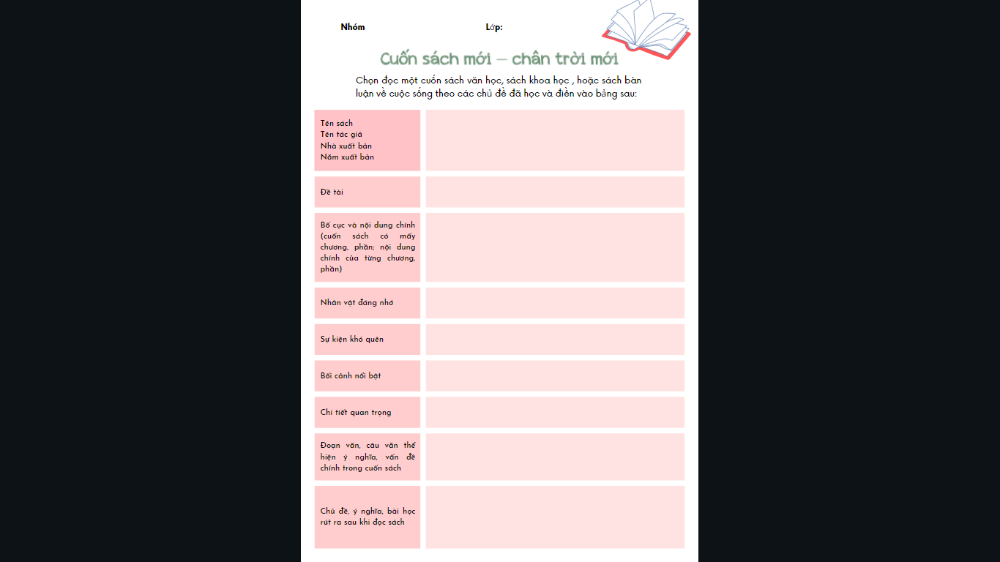 Nhóm Lớp:
Cuốn sách mới – chân trời mới
Chọn đọc một cuốn sách văn học, sách khoa học , hoặc sách bàn
luận về cuộc sống theo các chủ đề đã học và điền vào bảng sau:
Tên sách
Tên tác giả
Nhà xuất bản
Năm xuất bản
Đề tài
Bố cục và nội dung chính
(cuốn sách có mấy
chương, phần; nội dung
chính của từng chương,
phần)
Nhân vật đáng nhớ
Sự kiện khó quên
Bối cảnh nổi bật
Chi tiết quan trọng
Đoạn văn, câu văn thể
hiện ý nghĩa, vấn đề
chính trong cuốn sách
Chủ đề, ý nghĩa, bài học
rút ra sau khi đọc sách